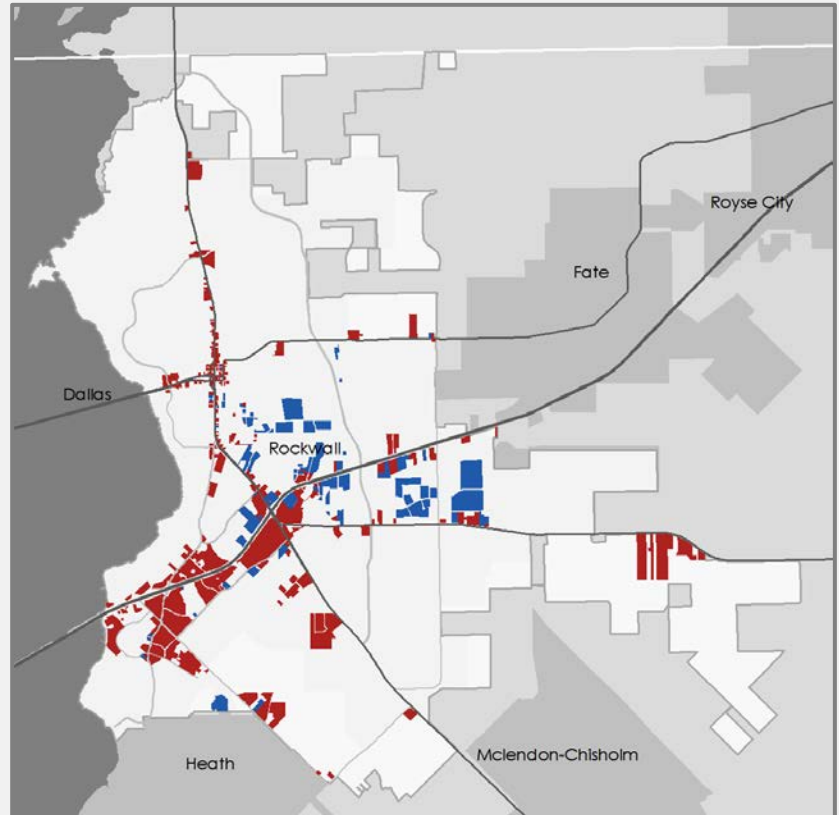 Royse City
Fate
Dallas
Rockwall
Mclendon-Chisholm
Heath